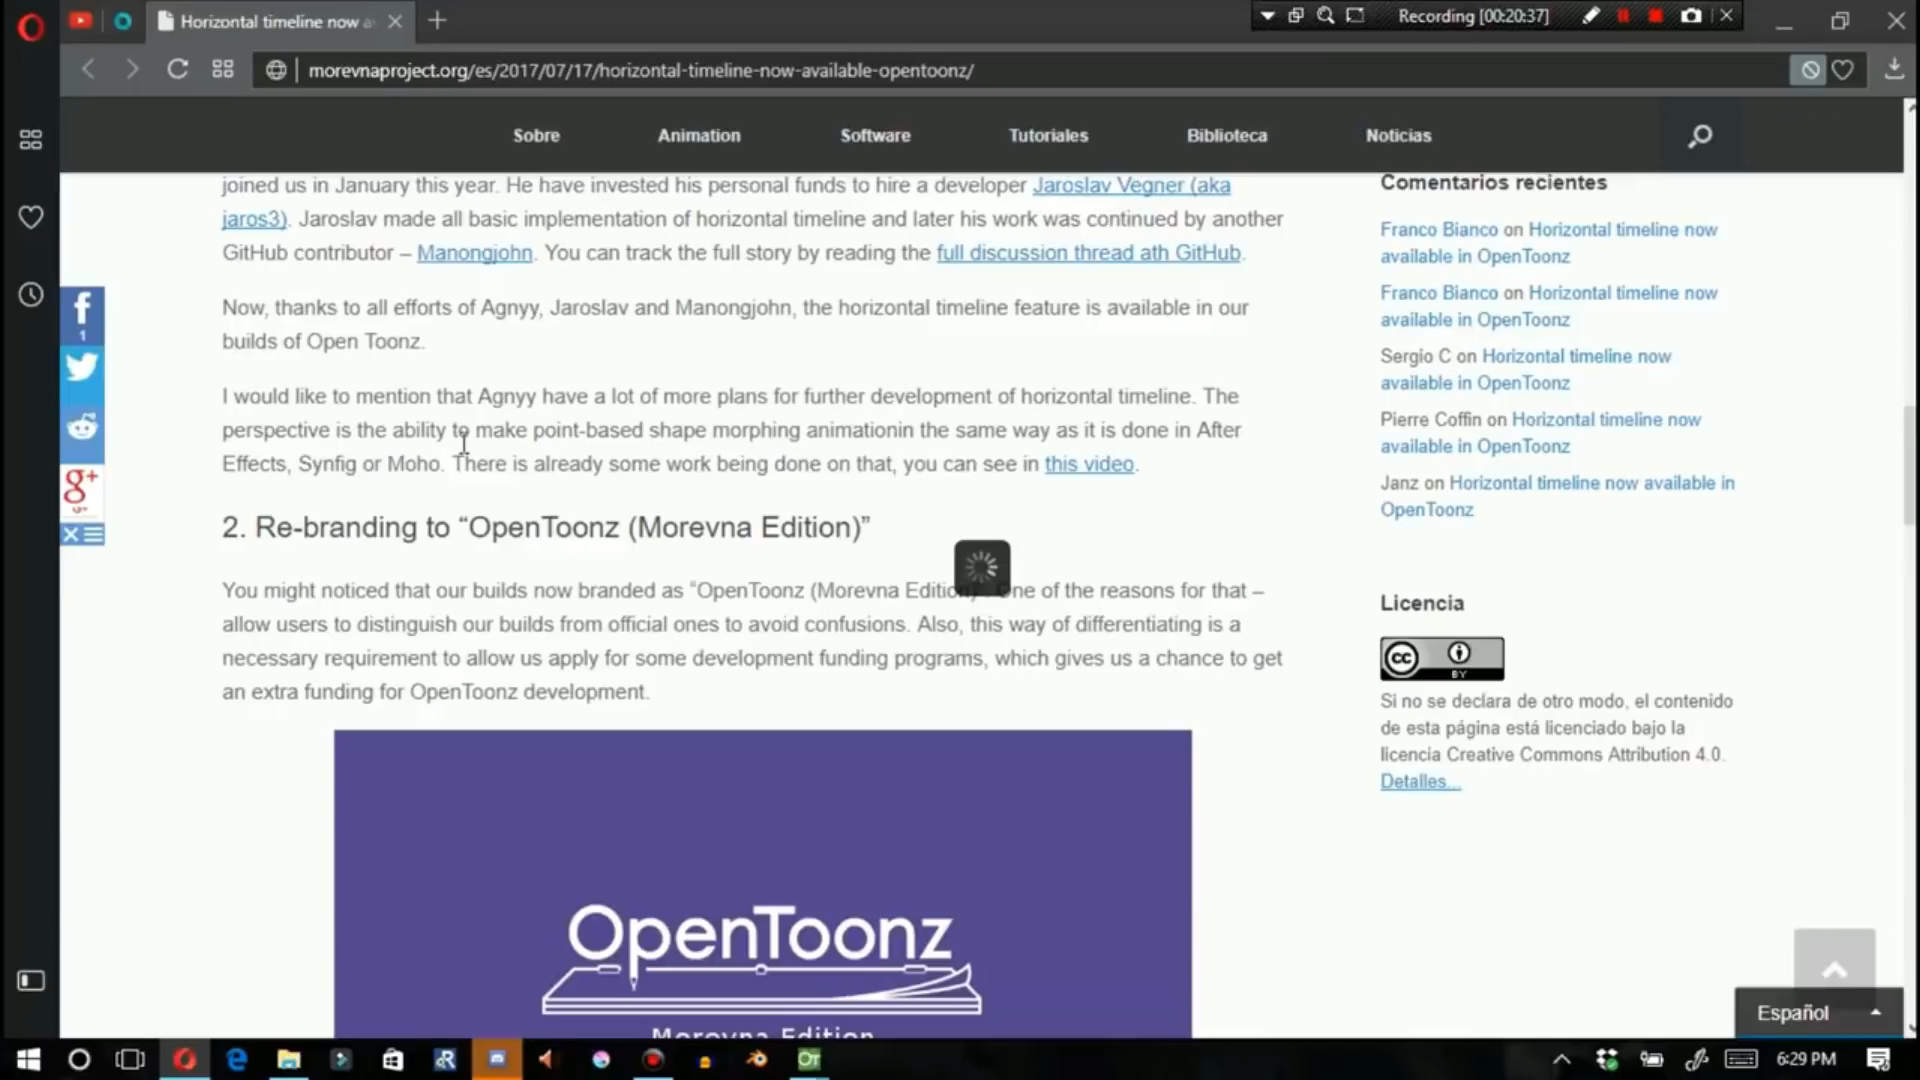 Horizontal timeline now a
Recording [00:20:37]
morevnaproject.org/es/2017/07/17/horizontal-timeline-now-available-opentoonz/
Sobre
Animation
Software
Tutoriales
Biblioteca
Noticias
joined us in January this year. He have invested his personal funds to hire a developer Jaroslav Vegner (aka
jaros3). Jaroslav made all basic implementation of horizontal timeline and later his work was continued by another
GitHub contributor – Manongjohn. You can track the full story by reading the full discussion thread ath GitHub.
Now, thanks to all efforts of Agnyy, Jaroslav and Manongjohn, the horizontal timeline feature is available in our
builds of Open Toonz.
I would like to mention that Agnyy have a lot of more plans for further development of horizontal timeline. The
perspective is the ability to make point-based shape morphing animationin the same way as it is done in After
Effects, Synfig or Moho. There is already some work being done on that, you can see in this video.
2. Re-branding to “OpenToonz (Morevna Edition)”
You might noticed that our builds now branded as “OpenToonz (Morevna Edition)”. One of the reasons for that –
allow users to distinguish our builds from official ones to avoid confusions. Also, this way of differentiating is a
necessary requirement to allow us apply for some development funding programs, which gives us a chance to get
an extra funding for OpenToonz development.
OpenToonz
Morevna Edition
f
1
g+
Comentarios recientes
Franco Bianco on Horizontal timeline now
available in OpenToonz
Franco Bianco on Horizontal timeline now
available in OpenToonz
Sergio C on Horizontal timeline now
available in OpenToonz
Pierre Coffin on Horizontal timeline now
available in OpenToonz
Janz on Horizontal timeline now available in
OpenToonz
Licencia
cc
BY
Si no se declara de otro modo, el contenido
de esta página está licenciado bajo la
licencia Creative Commons Attribution 4.0.
Detalles...
Español
OT
6:29 PM